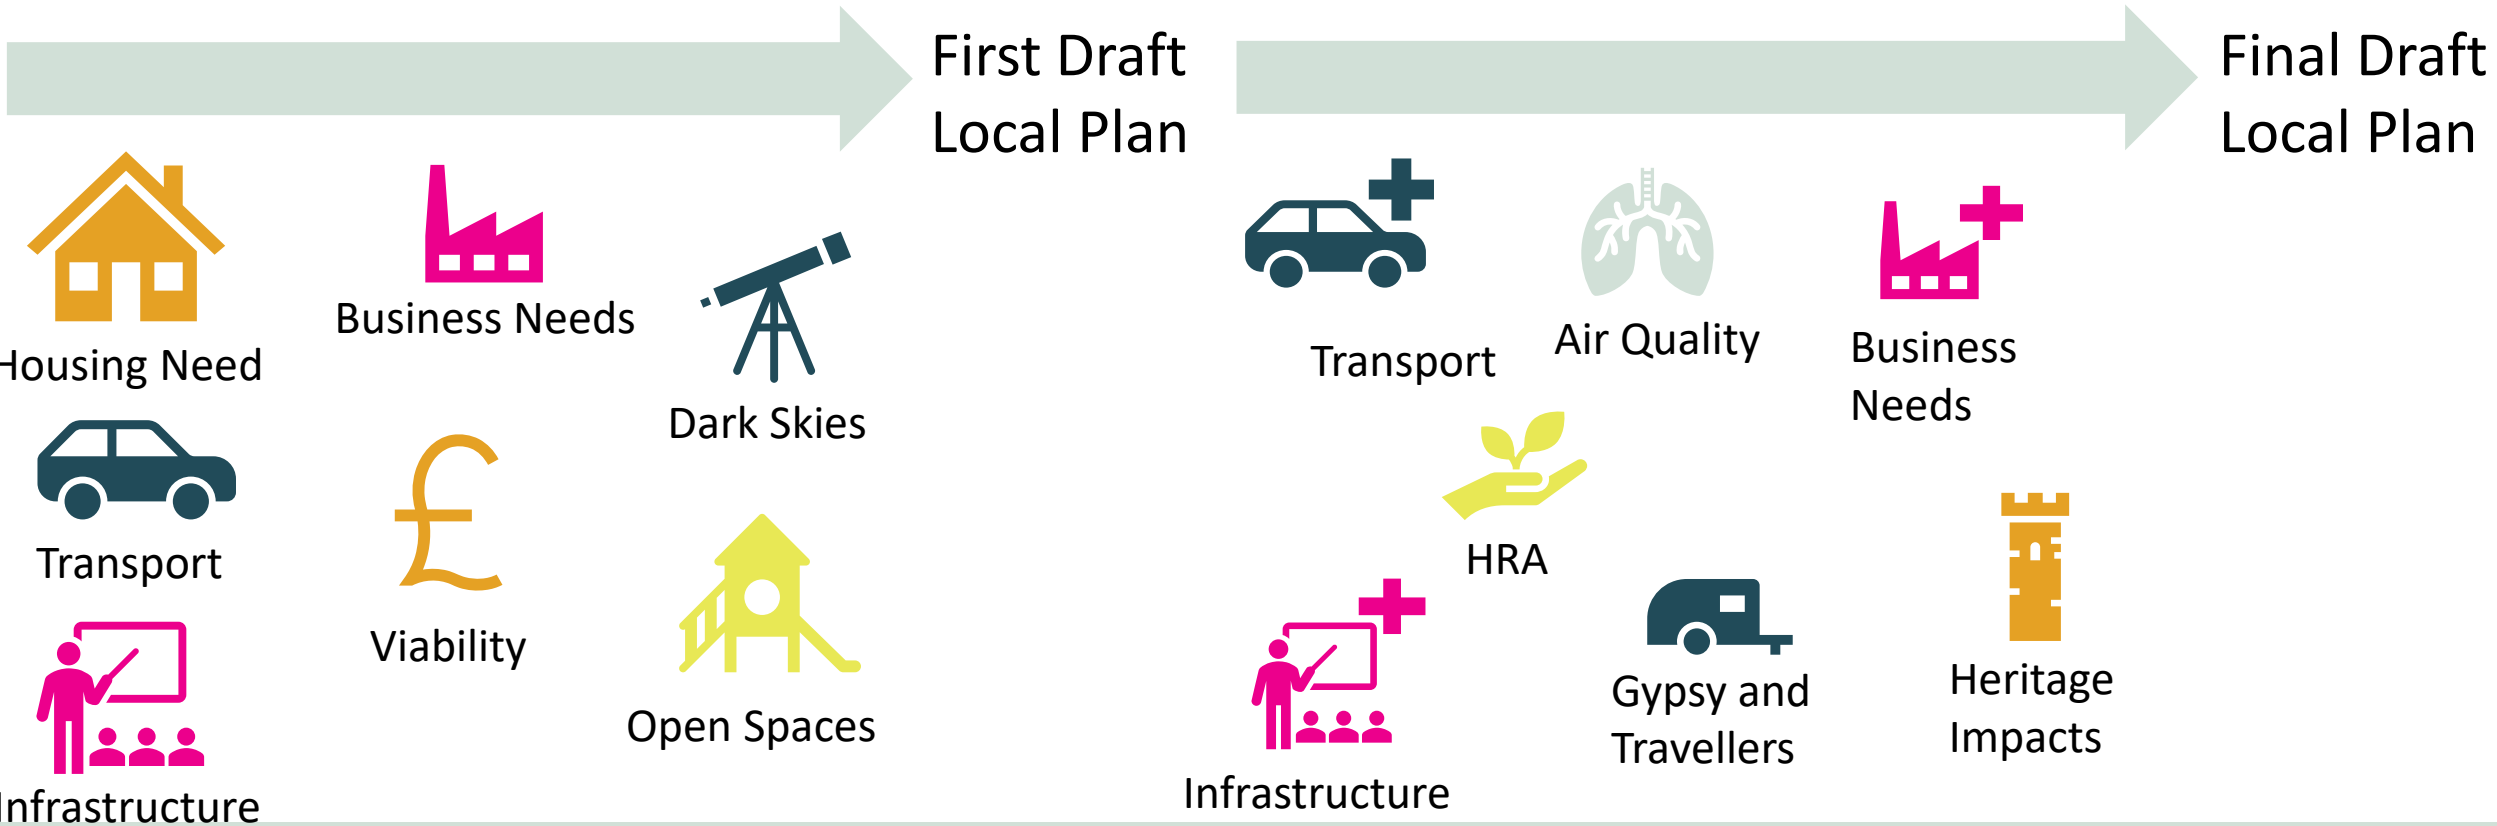 First Draft
Local Plan
Final Draft
Local Plan
Housing Need
Business Needs
Dark Skies
Transport
Viability
Open Spaces
Infrastructure
Transport
Air Quality
Business
Needs
HRA
Gypsy and
Travellers
Heritage
Impacts
Infrastructure